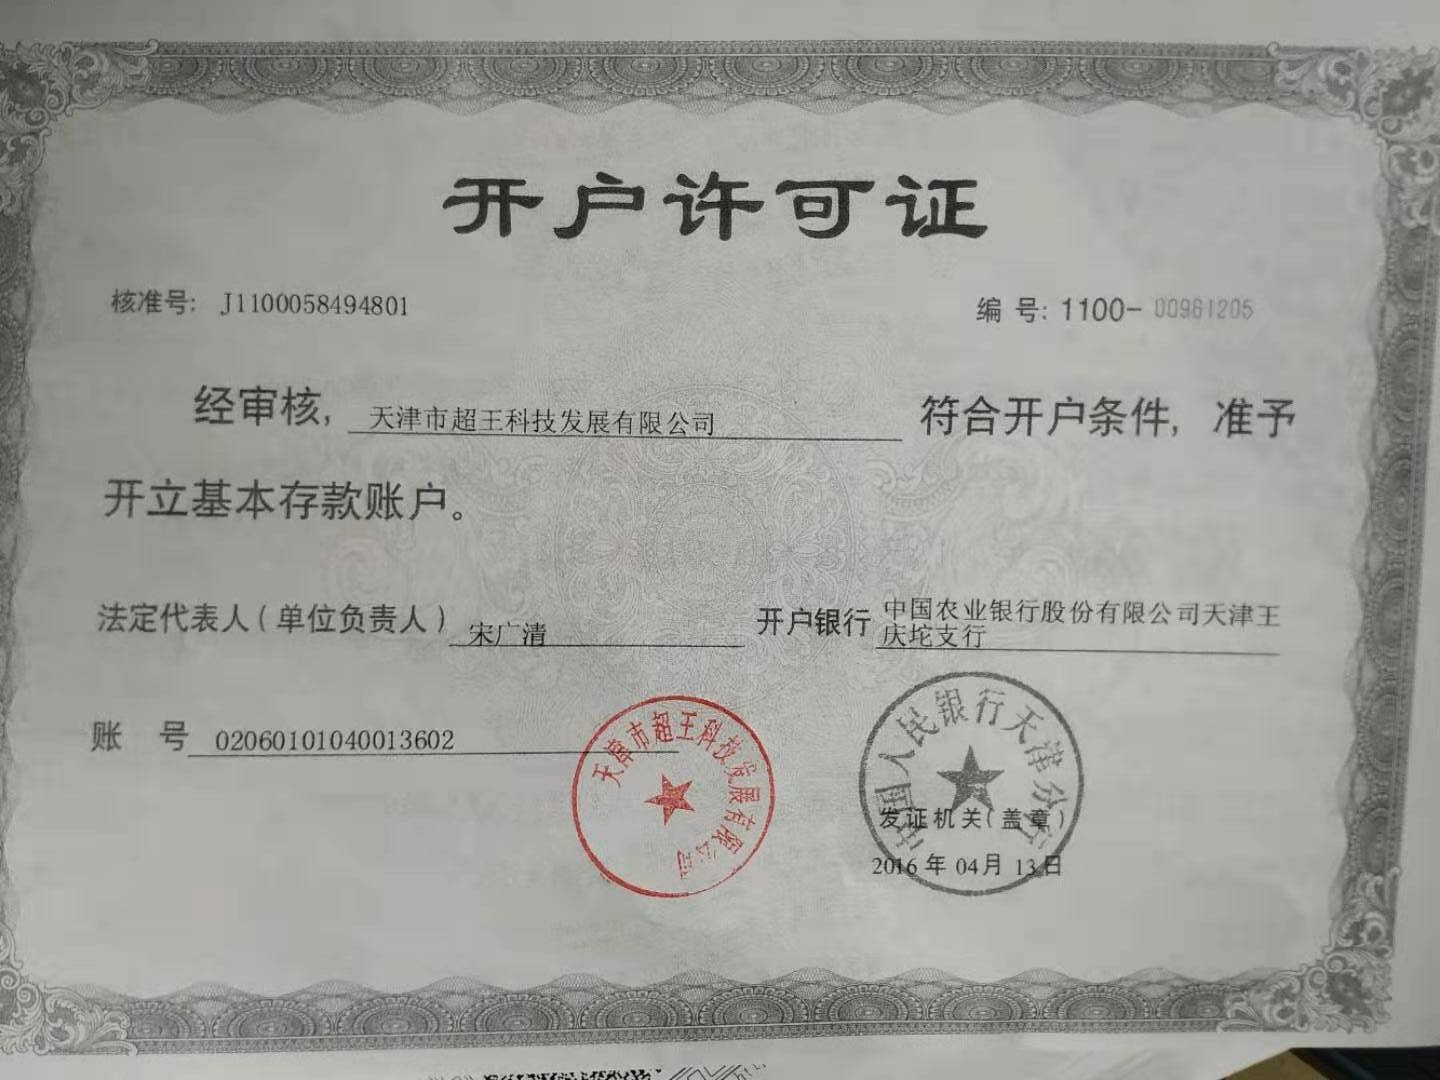 开户许可证
核准号: J1100058494801
编 号: 1100-00981205
经审核, 天津市超王科技发展有限公司 符合开户条件, 准予
开立基本存款账户。
法定代表人(单位负责人) 宋广清
开户银行 中国农业银行股份有限公司天津王
庆坨支行
账 号 02060101040013602
天津市超王科技发展有限公司
中国人民银行天津分行
发证机关(盖章)
2016 年 04月 13日